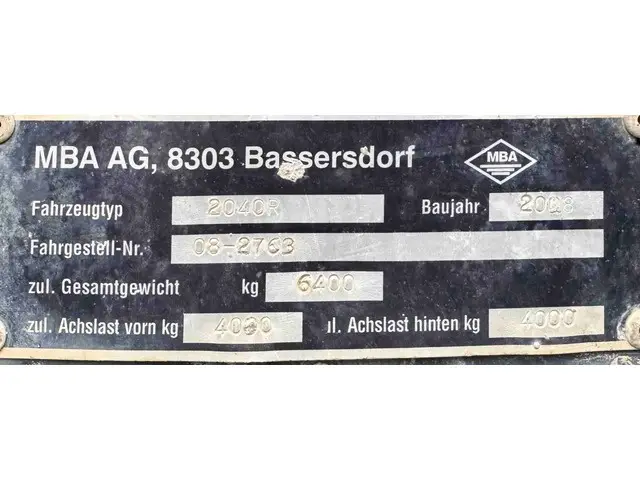 MBA AG, 8303 Bassersdorf MBA
Fahrzeugtyp 2040R Baujahr 2008
Fahrgestell-Nr. 08-2763
zul. Gesamtgewicht kg 6400
zul. Achslast vorn kg 4000 ul. Achslast hinten kg 4000